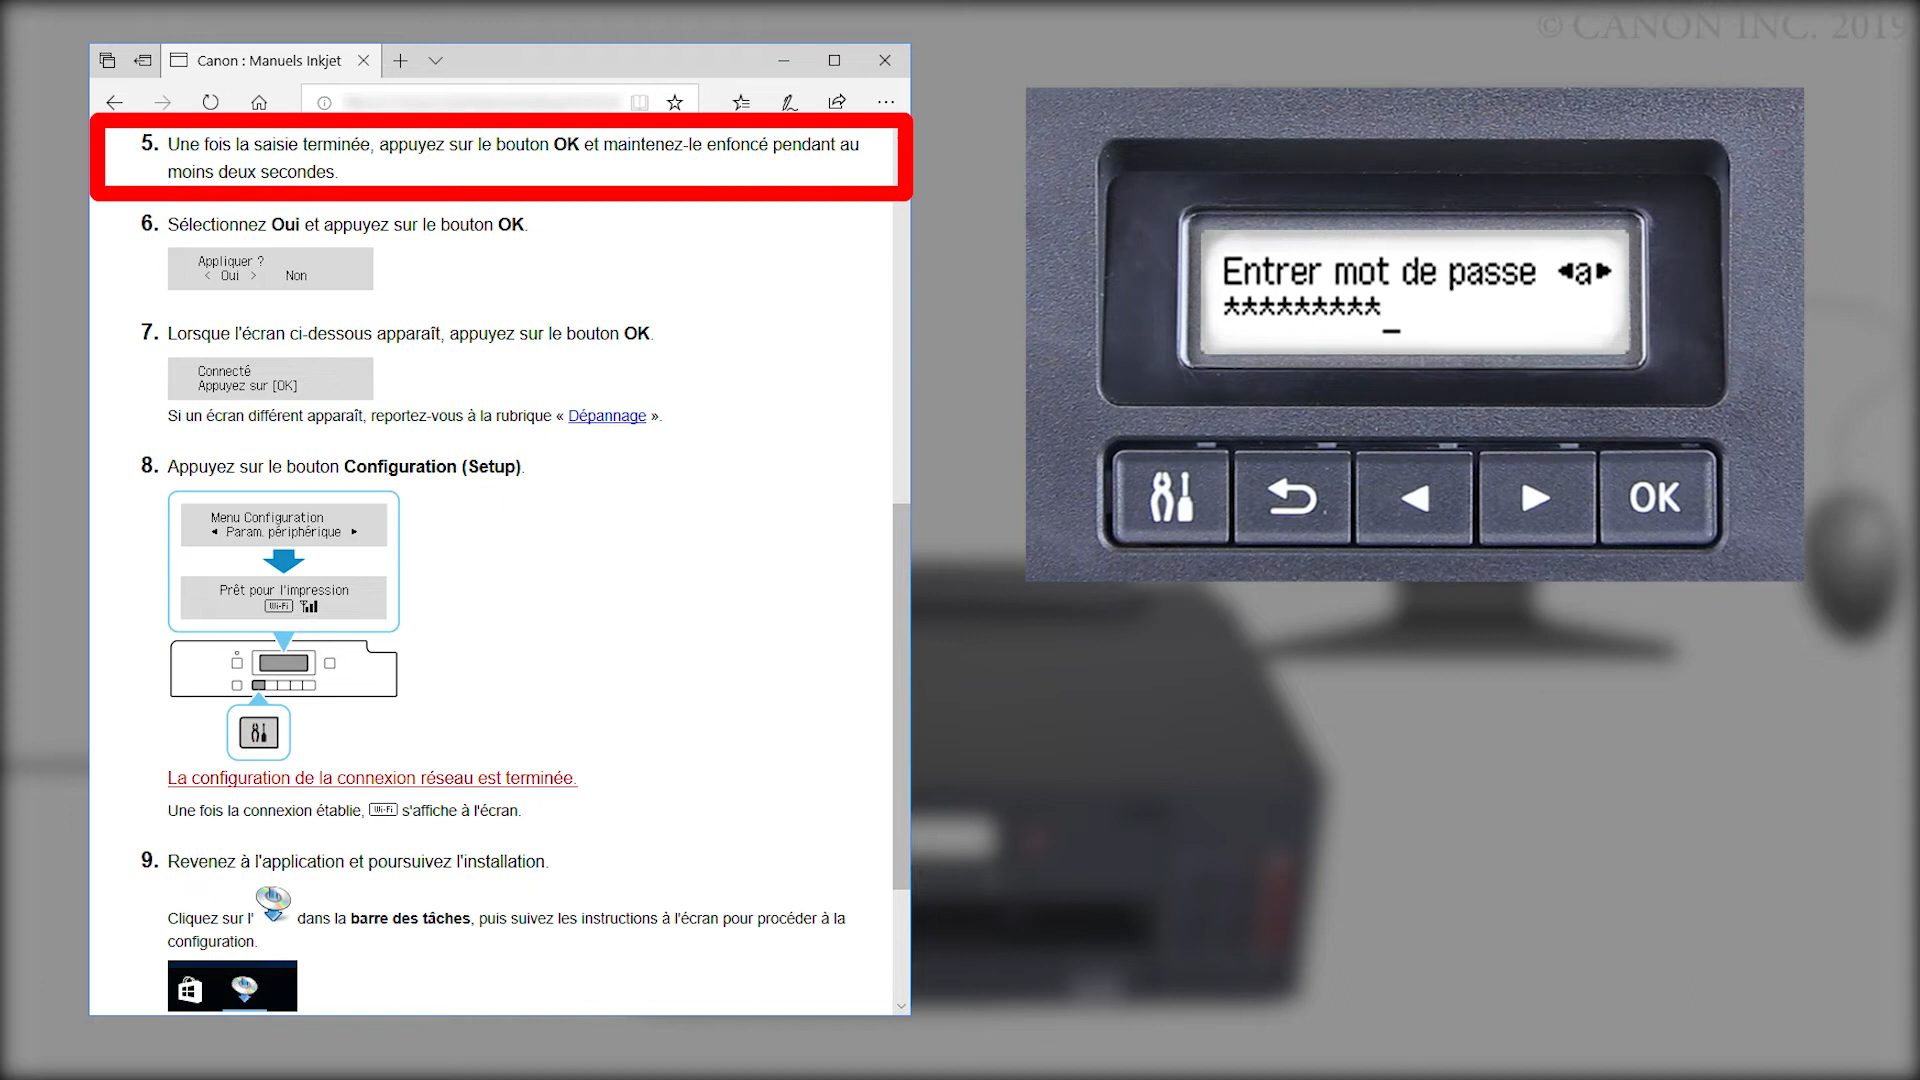 © CANON INC. 2019
Canon : Manuels Inkjet
5. Une fois la saisie terminée, appuyez sur le bouton OK et maintenez-le enfoncé pendant au
moins deux secondes.
6. Sélectionnez Oui et appuyez sur le bouton OK.
Appliquer ?
< Oui > Non
7. Lorsque l'écran ci-dessous apparaît, appuyez sur le bouton OK.
Connecté
Appuyez sur [OK]
Si un écran différent apparaît, reportez-vous à la rubrique « Dépannage ».
8. Appuyez sur le bouton Configuration (Setup).
Menu Configuration
◄ Param. périphérique ►
Prêt pour l'impression
Wi-Fi
La configuration de la connexion réseau est terminée.
Une fois la connexion établie, Wi-Fi s'affiche à l'écran.
9. Revenez à l'application et poursuivez l'installation.
Cliquez sur l' dans la barre des tâches, puis suivez les instructions à l'écran pour procéder à la
configuration.
Entrer mot de passe ◄a►
*********_
OK